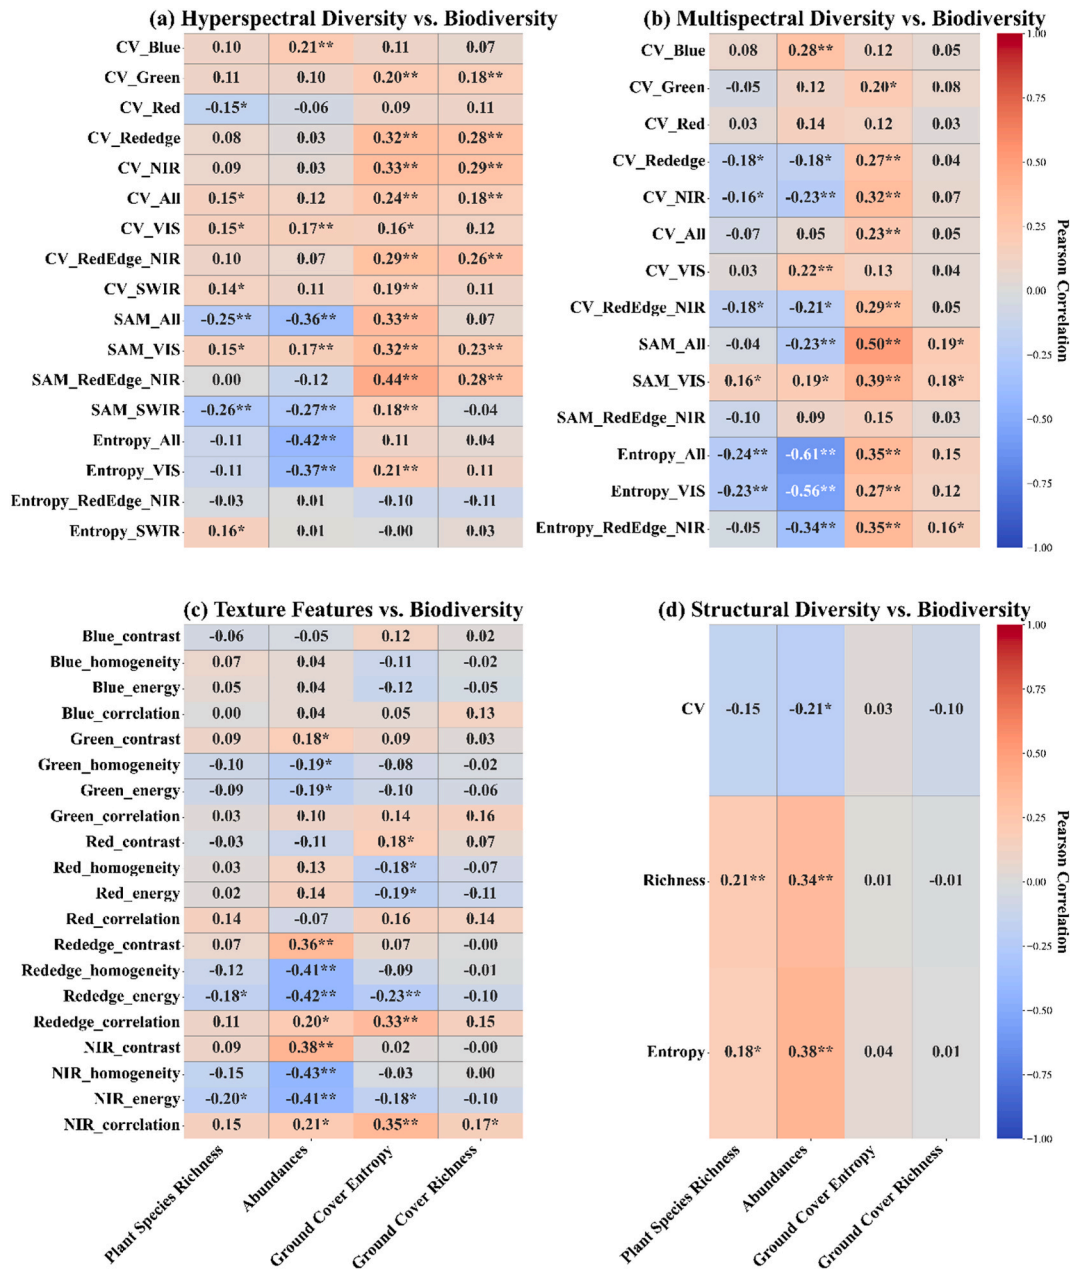 (a) Hyperspectral Diversity vs. Biodiversity
CV_Blue 0.10 0.21** 0.11 0.07
CV_Green 0.11 0.10 0.20** 0.18**
CV_Red -0.15* -0.06 0.09 0.11
CV_Rededge 0.08 0.03 0.32** 0.28**
CV_NIR 0.09 0.03 0.33** 0.29**
CV_All 0.15* 0.12 0.24** 0.18**
CV_VIS 0.15* 0.17** 0.16* 0.12
CV_RedEdge_NIR 0.10 0.07 0.29** 0.26**
CV_SWIR 0.14* 0.11 0.19** 0.11
SAM_All -0.25** -0.36** 0.33** 0.07
SAM_VIS 0.15* 0.17** 0.32** 0.23**
SAM_RedEdge_NIR 0.00 -0.12 0.44** 0.28**
SAM_SWIR -0.26** -0.27** 0.18** -0.04
Entropy_All -0.11 -0.42** 0.11 0.04
Entropy_VIS -0.11 -0.37** 0.21** 0.11
Entropy_RedEdge_NIR -0.03 0.01 -0.10 -0.11
Entropy_SWIR 0.16* 0.01 -0.00 0.03
(b) Multispectral Diversity vs. Biodiversity
CV_Blue 0.08 0.28** 0.12 0.05
CV_Green -0.05 0.12 0.20* 0.08
CV_Red 0.03 0.14 0.12 0.03
CV_Rededge -0.18* -0.18* 0.27** 0.04
CV_NIR -0.16* -0.23** 0.32** 0.07
CV_All -0.07 0.05 0.23** 0.05
CV_VIS 0.03 0.22** 0.13 0.04
CV_RedEdge_NIR -0.18* -0.21* 0.29** 0.05
SAM_All -0.04 -0.23** 0.50** 0.19*
SAM_VIS 0.16* 0.19* 0.39** 0.18*
SAM_RedEdge_NIR -0.10 0.09 0.15 0.03
Entropy_All -0.24** -0.61** 0.35** 0.15
Entropy_VIS -0.23** -0.56** 0.27** 0.12
Entropy_RedEdge_NIR -0.05 -0.34** 0.35** 0.16*
1.00
0.75
0.50
0.25
0.00
−0.25
−0.50
−0.75
−1.00
Pearson Correlation
(c) Texture Features vs. Biodiversity
Blue_contrast -0.06 -0.05 0.12 0.02
Blue_homogeneity 0.07 0.04 -0.11 -0.02
Blue_energy 0.05 0.04 -0.12 -0.05
Blue_correlation 0.00 0.04 0.05 0.13
Green_contrast 0.09 0.18* 0.09 0.03
Green_homogeneity -0.10 -0.19* -0.08 -0.02
Green_energy -0.09 -0.19* -0.10 -0.06
Green_correlation 0.03 0.10 0.14 0.16
Red_contrast -0.03 -0.11 0.18* 0.07
Red_homogeneity 0.03 0.13 -0.18* -0.07
Red_energy 0.02 0.14 -0.19* -0.11
Red_correlation 0.14 -0.07 0.16 0.14
Rededge_contrast 0.07 0.36** 0.07 -0.00
Rededge_homogeneity -0.12 -0.41** -0.09 -0.01
Rededge_energy -0.18* -0.42** -0.23** -0.10
Rededge_correlation 0.11 0.20* 0.33** 0.15
NIR_contrast 0.09 0.38** 0.02 -0.00
NIR_homogeneity -0.15 -0.43** -0.03 0.00
NIR_energy -0.20* -0.41** -0.18* -0.10
NIR_correlation 0.15 0.21* 0.35** 0.17*
Plant Species Richness
Abundances
Ground Cover Entropy
Ground Cover Richness
(d) Structural Diversity vs. Biodiversity
CV -0.15 -0.21* 0.03 -0.10
Richness 0.21** 0.34** 0.01 -0.01
Entropy 0.18* 0.38** 0.04 0.01
Plant Species Richness
Abundances
Ground Cover Entropy
Ground Cover Richness
1.00
0.75
0.50
0.25
0.00
−0.25
−0.50
−0.75
−1.00
Pearson Correlation